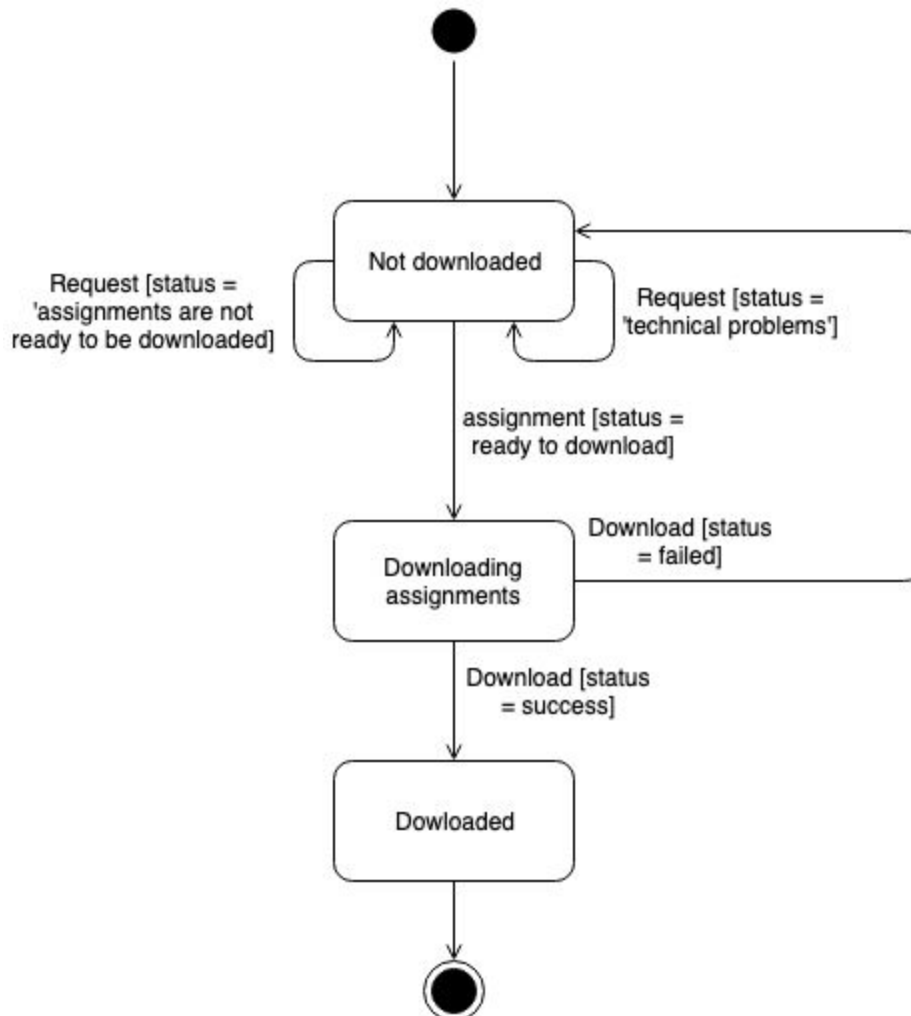 Not downloaded
Request [status =
'assignments are not
ready to be downloaded]
Request [status =
'technical problems']
assignment [status =
ready to download]
Downloading
assignments
Download [status
= failed]
Download [status
= success]
Dowloaded